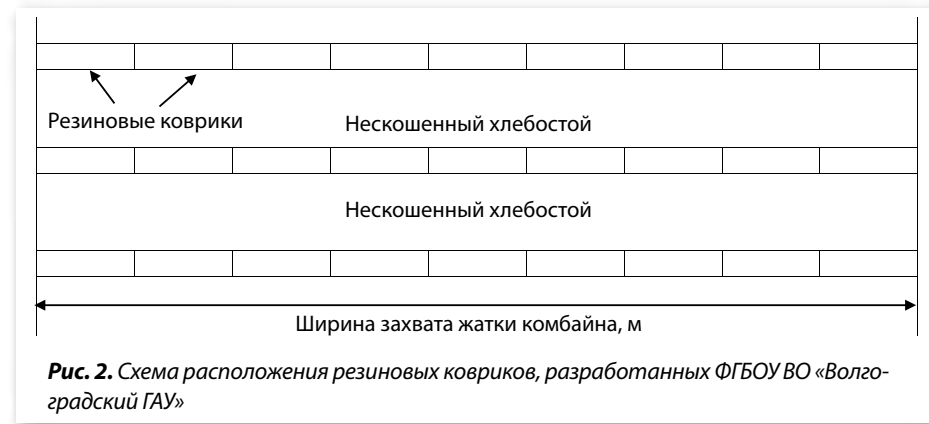 Резиновые коврики
Нескошенный хлебостой
Нескошенный хлебостой
Ширина захвата жатки комбайна, м
Рис. 2. Схема расположения резиновых ковриков, разработанных ФГБОУ ВО «Волго-
градский ГАУ»